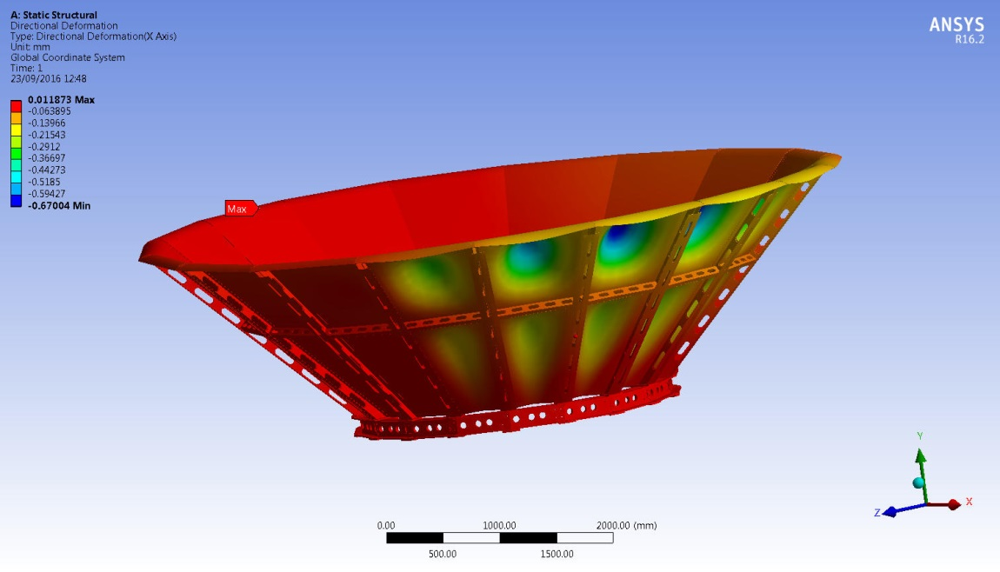 A: Static Structural
Directional Deformation
Type: Directional Deformation(X Axis)
Unit: mm
Global Coordinate System
Time: 1
23/09/2016 12:48
0.011873 Max
-0.063895
-0.13966
-0.21543
-0.2912
-0.36697
-0.44273
-0.5185
-0.59427
-0.67004 Min
ANSYS
R16.2
Max
Y
Z
X
0.00 1000.00 2000.00 (mm)
500.00 1500.00